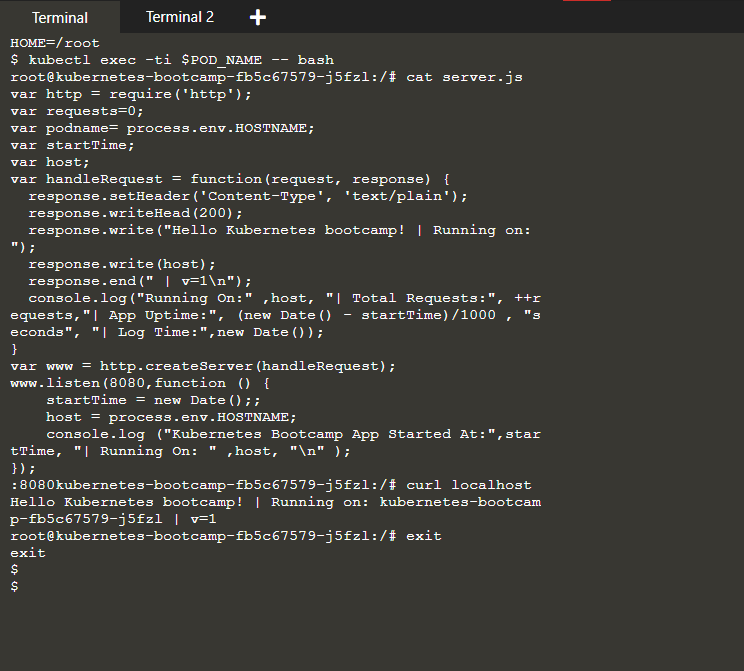 Terminal
Terminal 2
HOME=/root
$ kubectl exec -ti $POD_NAME -- bash
root@kubernetes-bootcamp-fb5c67579-j5fzl:/# cat server.js
var http = require('http');
var requests=0;
var podname= process.env.HOSTNAME;
var startTime;
var host;
var handleRequest = function(request, response) {
  response.setHeader('Content-Type', 'text/plain');
  response.writeHead(200);
  response.write("Hello Kubernetes bootcamp! | Running on:
");
  response.write(host);
  response.end(" | v=1\n");
  console.log("Running On:" ,host, "| Total Requests:", ++r
equests,"| App Uptime:", (new Date() - startTime)/1000 , "s
econds", "| Log Time:",new Date());
}
var www = http.createServer(handleRequest);
www.listen(8080,function () {
    startTime = new Date();;
    host = process.env.HOSTNAME;
    console.log ("Kubernetes Bootcamp App Started At:",star
tTime, "| Running On: " ,host, "\n" );
});
:8080kubernetes-bootcamp-fb5c67579-j5fzl:/# curl localhost
Hello Kubernetes bootcamp! | Running on: kubernetes-bootcam
p-fb5c67579-j5fzl | v=1
root@kubernetes-bootcamp-fb5c67579-j5fzl:/# exit
exit
$
$